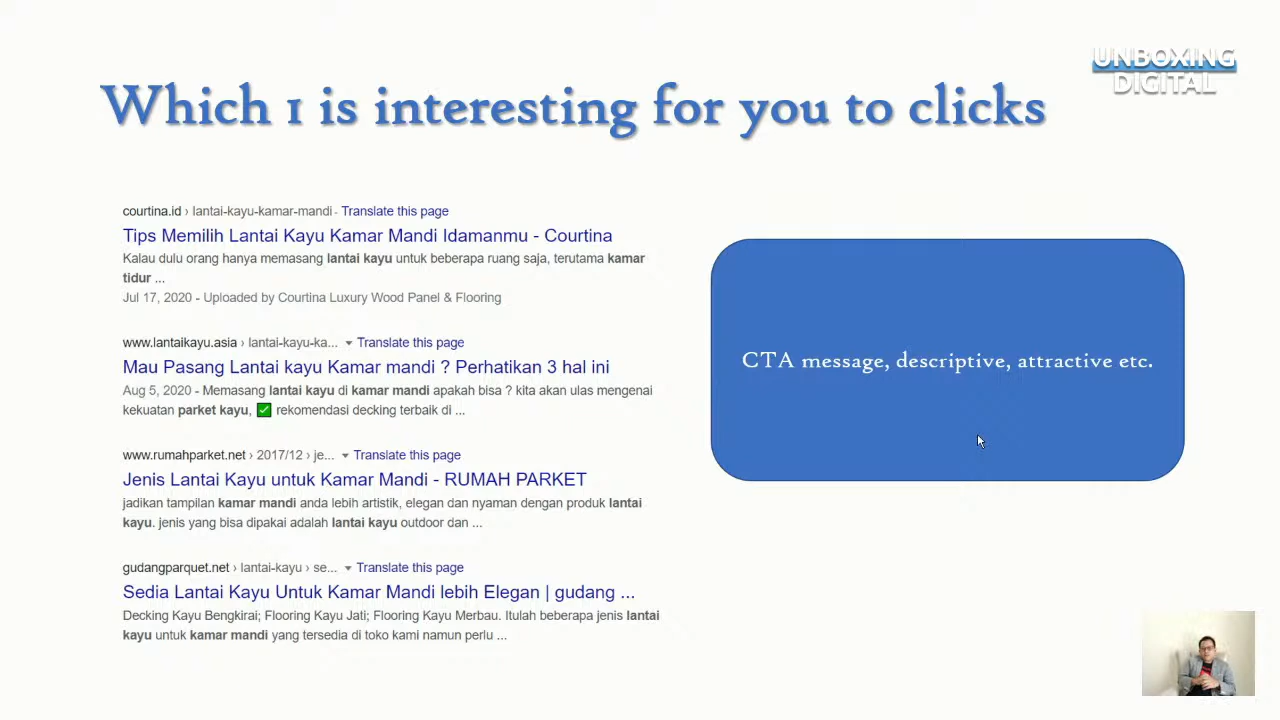 UNBOXING
DIGITAL
Which 1 is interesting for you to clicks
courtina.id › lantai-kayu-kamar-mandi - Translate this page
Tips Memilih Lantai Kayu Kamar Mandi Idamanmu - Courtina
Kalau dulu orang hanya memasang lantai kayu untuk beberapa ruang saja, terutama kamar
tidur ...
Jul 17, 2020 - Uploaded by Courtina Luxury Wood Panel & Flooring
www.lantaikayu.asia › lantai-kayu-ka... Translate this page
Mau Pasang Lantai kayu Kamar mandi ? Perhatikan 3 hal ini
Aug 5, 2020 - Memasang lantai kayu di kamar mandi apakah bisa ? kita akan ulas mengenai
kekuatan parket kayu, ✅ rekomendasi decking terbaik di ...
www.rumahparket.net › 2017/12 › je... Translate this page
Jenis Lantai Kayu untuk Kamar Mandi - RUMAH PARKET
jadikan tampilan kamar mandi anda lebih artistik, elegan dan nyaman dengan produk lantai
kayu. jenis yang bisa dipakai adalah lantai kayu outdoor dan ...
gudangparquet.net › lantai-kayu › se... Translate this page
Sedia Lantai Kayu Untuk Kamar Mandi lebih Elegan | gudang ...
Decking Kayu Bengkirai; Flooring Kayu Jati; Flooring Kayu Merbau. Itulah beberapa jenis lantai
kayu untuk kamar mandi yang tersedia di toko kami namun perlu ...
CTA message, descriptive, attractive etc.